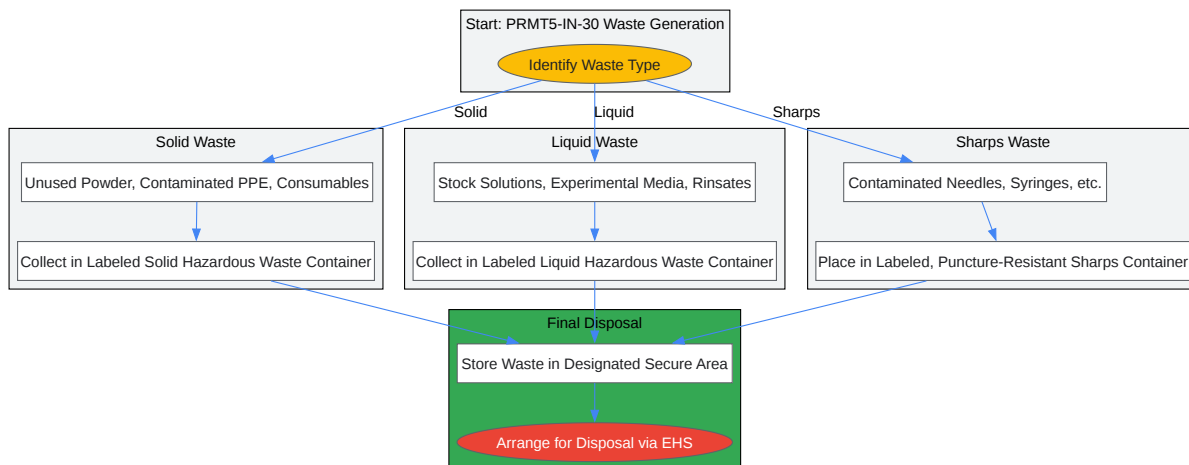 Start: PRMT5-IN-30 Waste Generation
Identify Waste Type
Solid
Liquid
Sharps
Solid Waste
Liquid Waste
Sharps Waste
Unused Powder, Contaminated PPE, Consumables
Stock Solutions, Experimental Media, Rinsates
Contaminated Needles, Syringes, etc.
Collect in Labeled Solid Hazardous Waste Container
Collect in Labeled Liquid Hazardous Waste Container
Place in Labeled, Puncture-Resistant Sharps Container
Final Disposal
Store Waste in Designated Secure Area
Arrange for Disposal via EHS